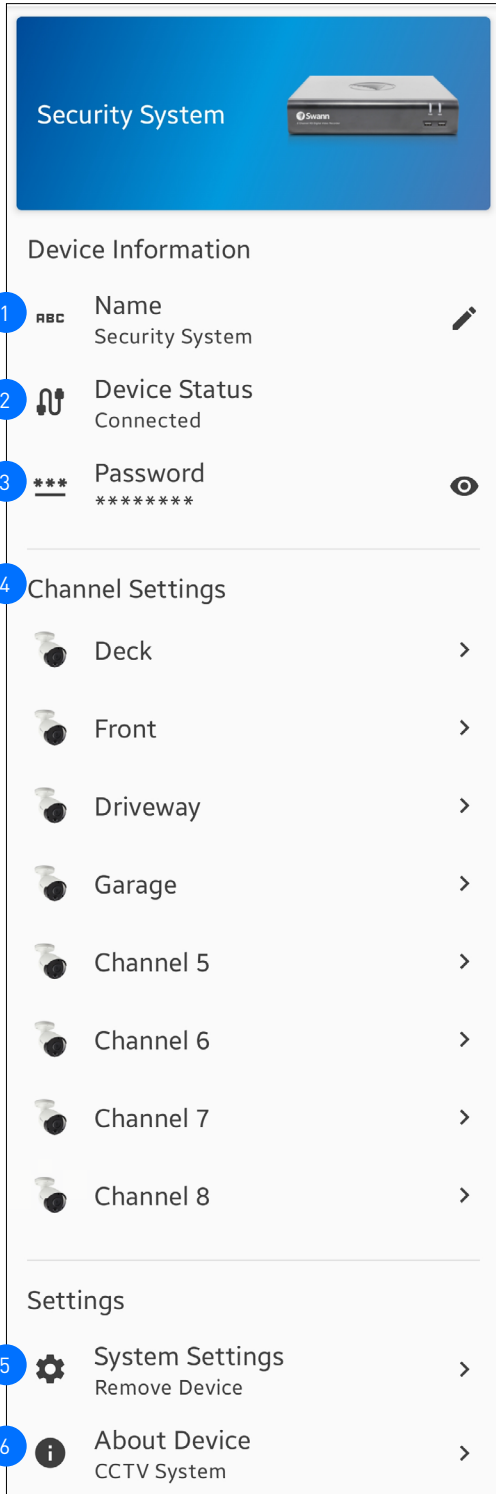 Security System
Swann
Device Information
1
ABC
Name
Security System
2
Device Status
Connected
3
***
Password
********
4
Channel Settings
Deck
Front
Driveway
Garage
Channel 5
Channel 6
Channel 7
Channel 8
Settings
5
System Settings
Remove Device
6
About Device
CCTV System